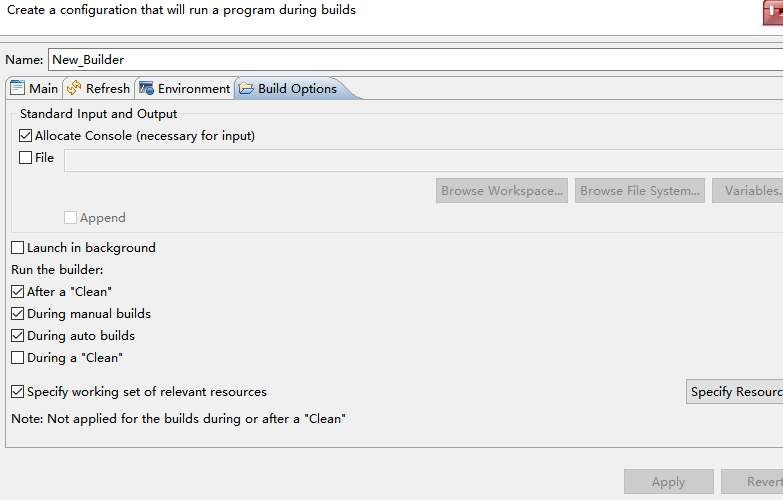 Create a configuration that will run a program during builds
Name: New_Builder
Main Refresh Environment Build Options
Standard Input and Output
Allocate Console (necessary for input)
File
Browse Workspace... Browse File System... Variables..
Append
Launch in background
Run the builder:
After a "Clean"
During manual builds
During auto builds
During a "Clean"
Specify working set of relevant resources Specify Resourc
Note: Not applied for the builds during or after a "Clean"
Apply Revert